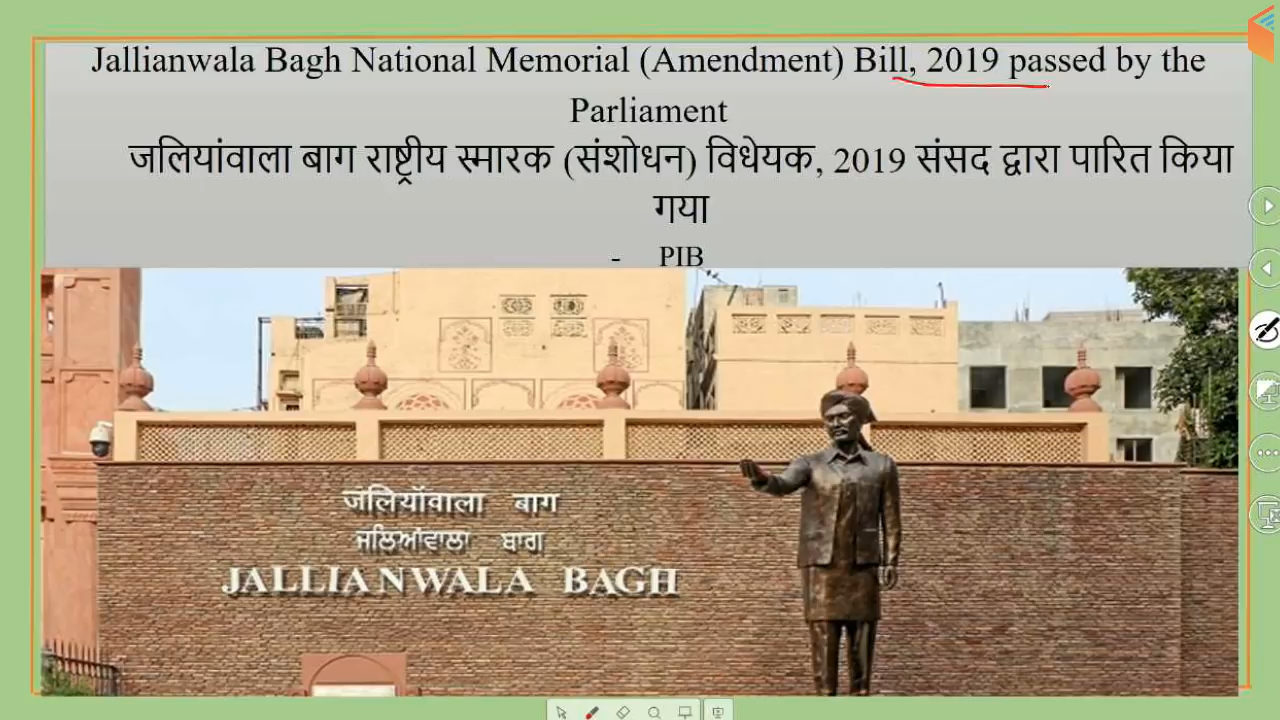 Jallianwala Bagh National Memorial (Amendment) Bill, 2019 passed by the
Parliament
जलियांवाला बाग राष्ट्रीय स्मारक (संशोधन) विधेयक, 2019 संसद द्वारा पारित किया
गया
- PIB
जलियाँवाला बाग
ਜਲਿਆਂਵਾਲਾ ਬਾਗ
JALLIANWALA BAGH